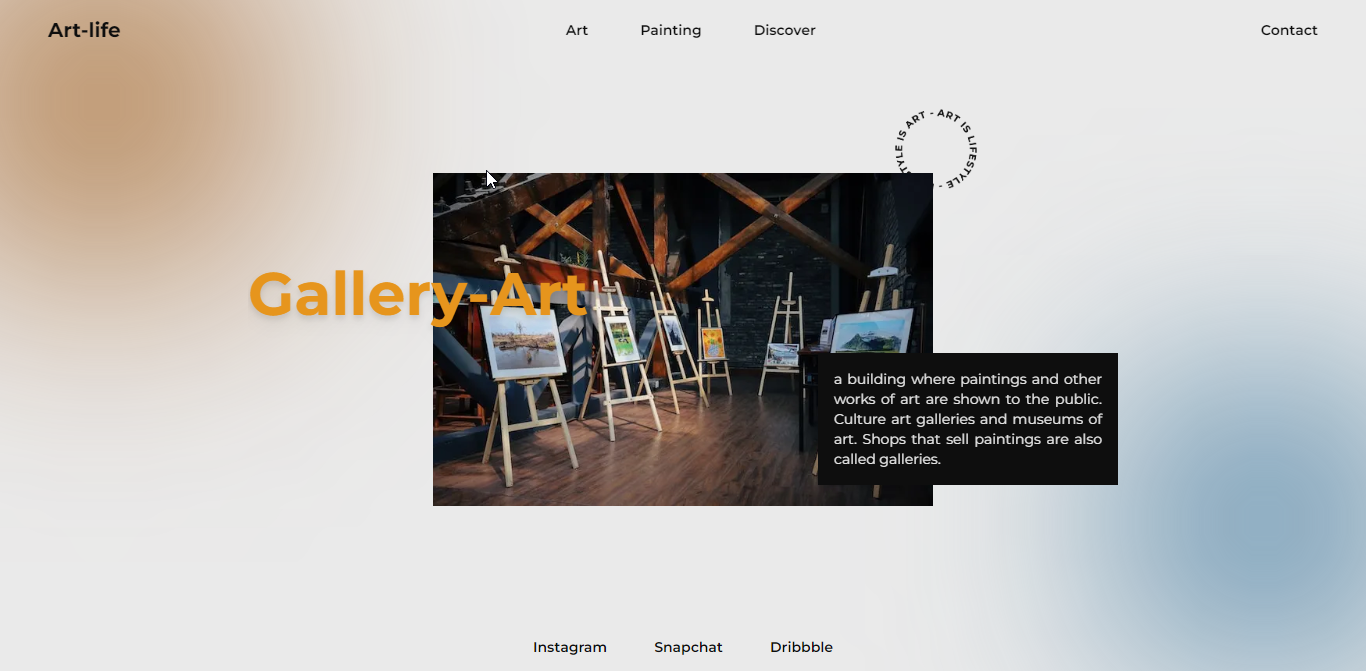 Art-life
Art
Painting
Discover
Contact
STYLE IS ART - ART IS LIFESTYLE -
Gallery-Art
a building where paintings and other
works of art are shown to the public.
Culture art galleries and museums of
art. Shops that sell paintings are also
called galleries.
Instagram
Snapchat
Dribbble